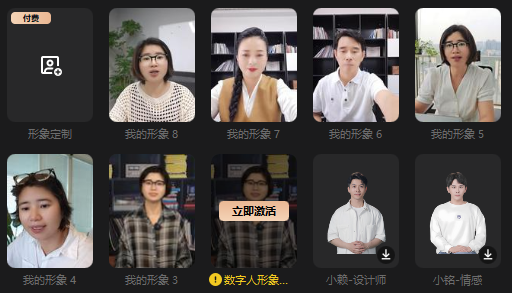 付费
形象定制
我的形象 8
我的形象 7
我的形象 6
我的形象 5
立即激活
我的形象 4
我的形象 3
数字人形象...
小赖-设计师
小铭-情感